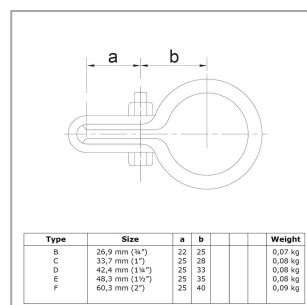 a b
Type Size a b Weight
B 26,9 mm (¾") 22 25 0,07 kg
C 33,7 mm (1") 25 28 0,08 kg
D 42,4 mm (1¼") 25 33 0,08 kg
E 48,3 mm (1½") 25 35 0,08 kg
F 60,3 mm (2") 25 40 0,09 kg